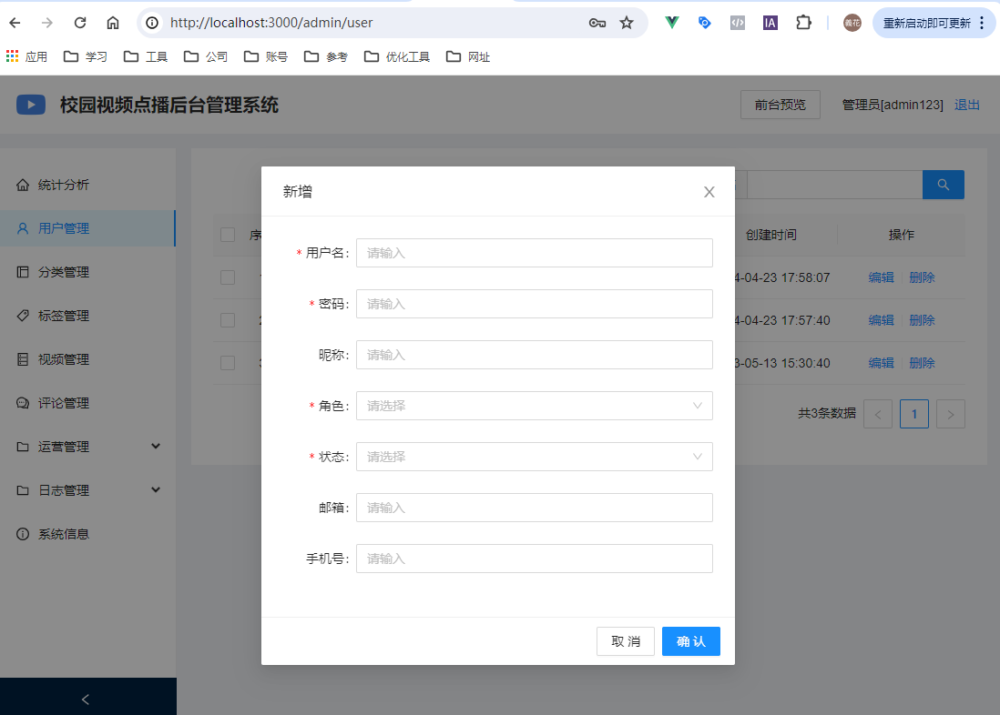 http://localhost:3000/admin/user
IA
義花
重新启动即可更新
应用 学习 工具 公司 账号 参考 优化工具 网址
校园视频点播后台管理系统
前台预览 管理员[admin123] 退出
统计分析
用户管理
分类管理
标签管理
视频管理
评论管理
运营管理
日志管理
系统信息
新增
* 用户名: 请输入
* 密码: 请输入
昵称: 请输入
* 角色: 请选择
* 状态: 请选择
邮箱: 请输入
手机号: 请输入
取 消 确 认
创建时间 操作
-04-23 17:58:07 编辑 删除
-04-23 17:57:40 编辑 删除
-05-13 15:30:40 编辑 删除
共3条数据 < 1 >